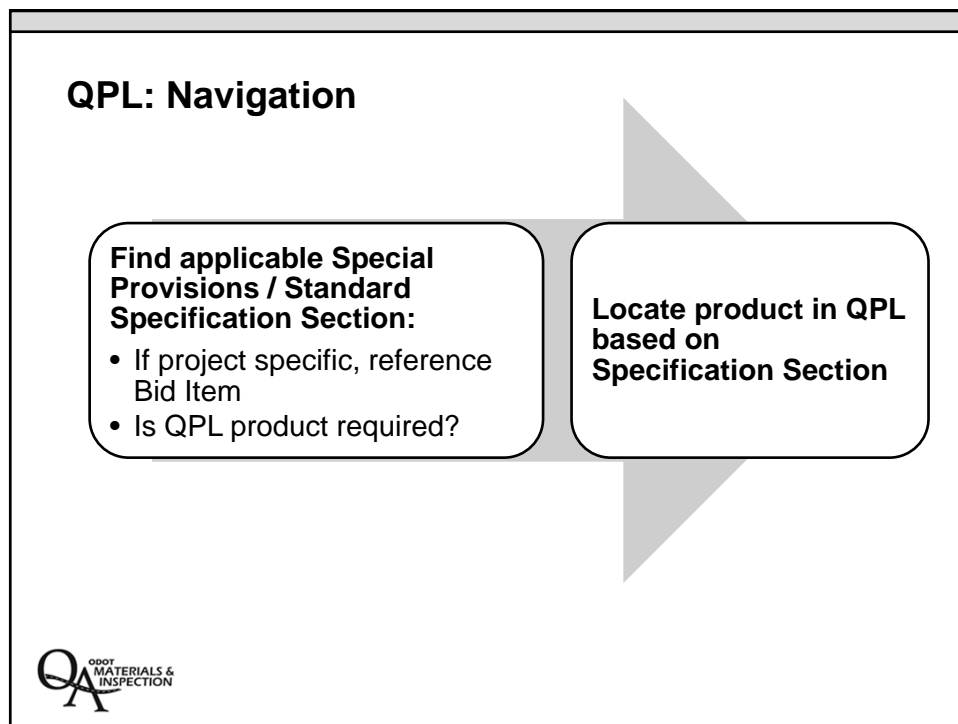 QPL: Navigation
Find applicable Special
Provisions / Standard
Specification Section:
• If project specific, reference
Bid Item
• Is QPL product required?
Locate product in QPL
based on
Specification Section
QA
ODOT
MATERIALS &
INSPECTION